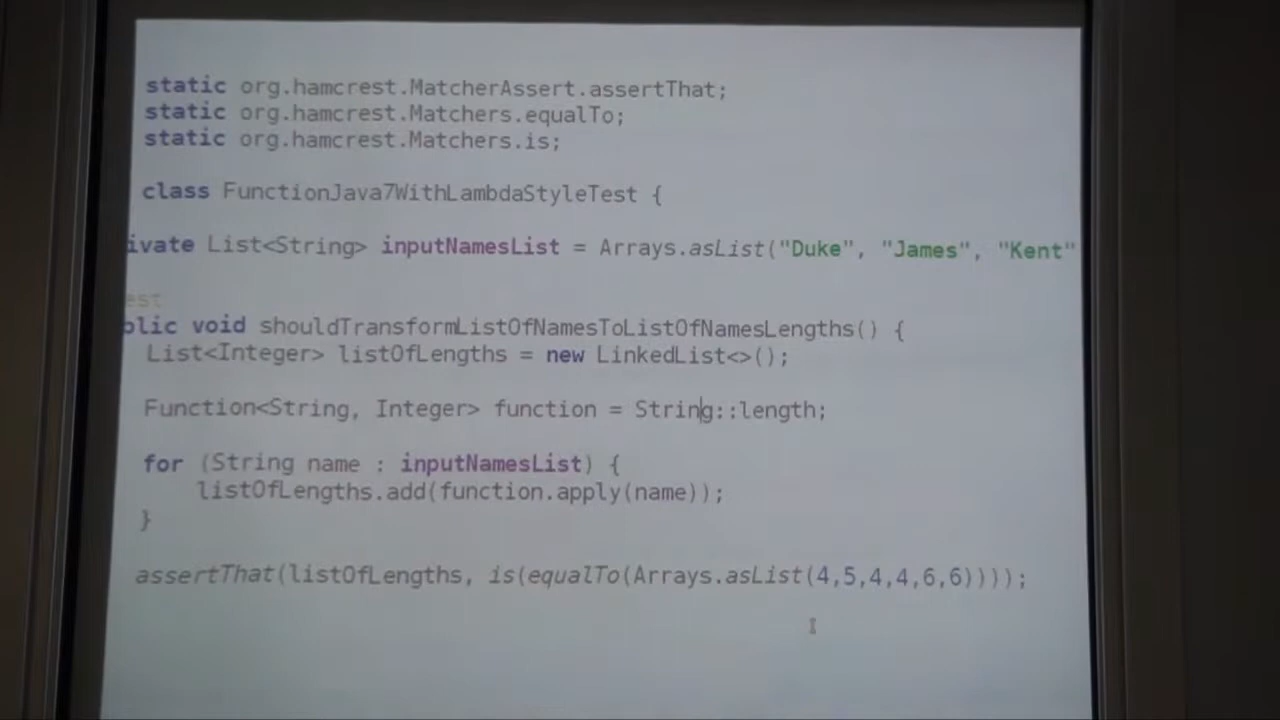 static org.hamcrest.MatcherAssert.assertThat;
static org.hamcrest.Matchers.equalTo;
static org.hamcrest.Matchers.is;
class FunctionJava7WithLambdaStyleTest {
ivate List<String> inputNamesList = Arrays.asList("Duke", "James", "Kent"
est
blic void shouldTransformListOfNamesToListOfNamesLengths() {
List<Integer> listOfLengths = new LinkedList<>();
Function<String, Integer> function = String::length;
for (String name : inputNamesList) {
listOfLengths.add(function.apply(name));
}
assertThat(listOfLengths, is(equalTo(Arrays.asList(4,5,4,4,6,6))));